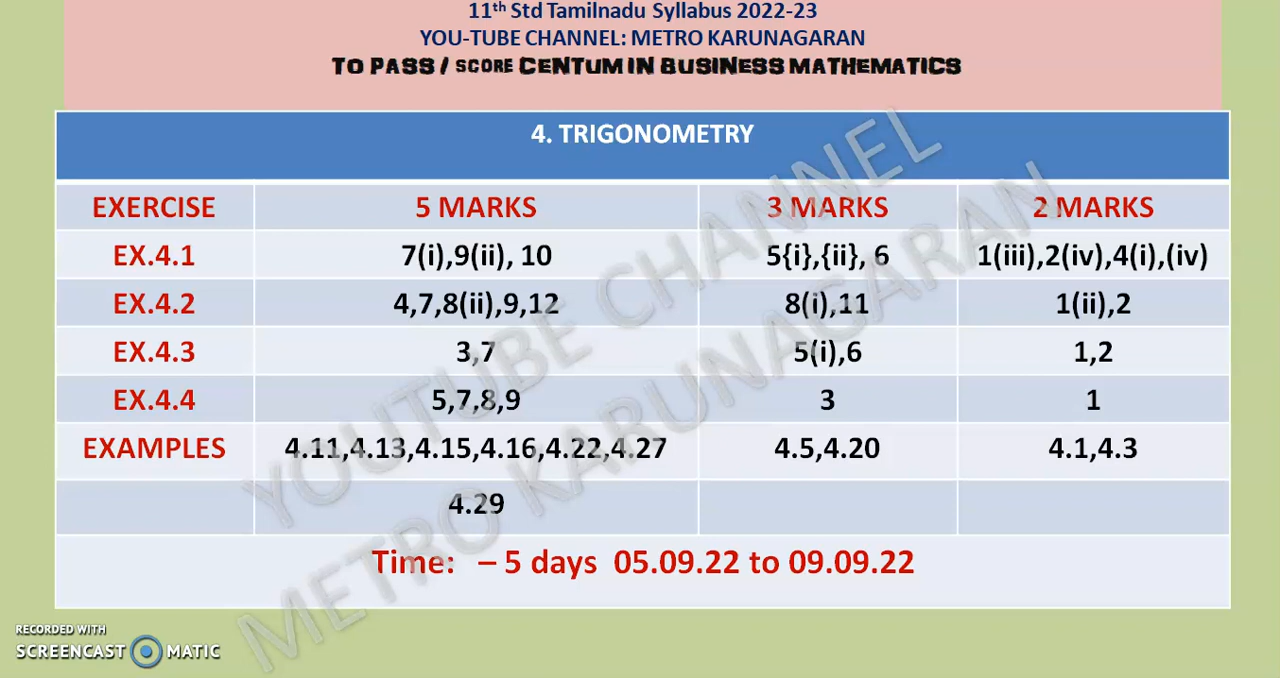 11th Std Tamilnadu Syllabus 2022-23
YOU-TUBE CHANNEL: METRO KARUNAGARAN
TO PASS / SCORE CENTUM IN BUSINESS MATHEMATICS
4. TRIGONOMETRY
EXERCISE 5 MARKS 3 MARKS 2 MARKS
EX.4.1 7(i),9(ii), 10 5{i},{ii}, 6 1(iii),2(iv),4(i),(iv)
EX.4.2 4,7,8(ii),9,12 8(i),11 1(ii),2
EX.4.3 3,7 5(i),6 1,2
EX.4.4 5,7,8,9 3 1
EXAMPLES 4.11,4.13,4.15,4.16,4.22,4.27 4.5,4.20 4.1,4.3
4.29
Time: – 5 days 05.09.22 to 09.09.22
YOUTUBE CHANNEL
METRO KARUNAGARAN
RECORDED WITH
SCREENCAST MATIC